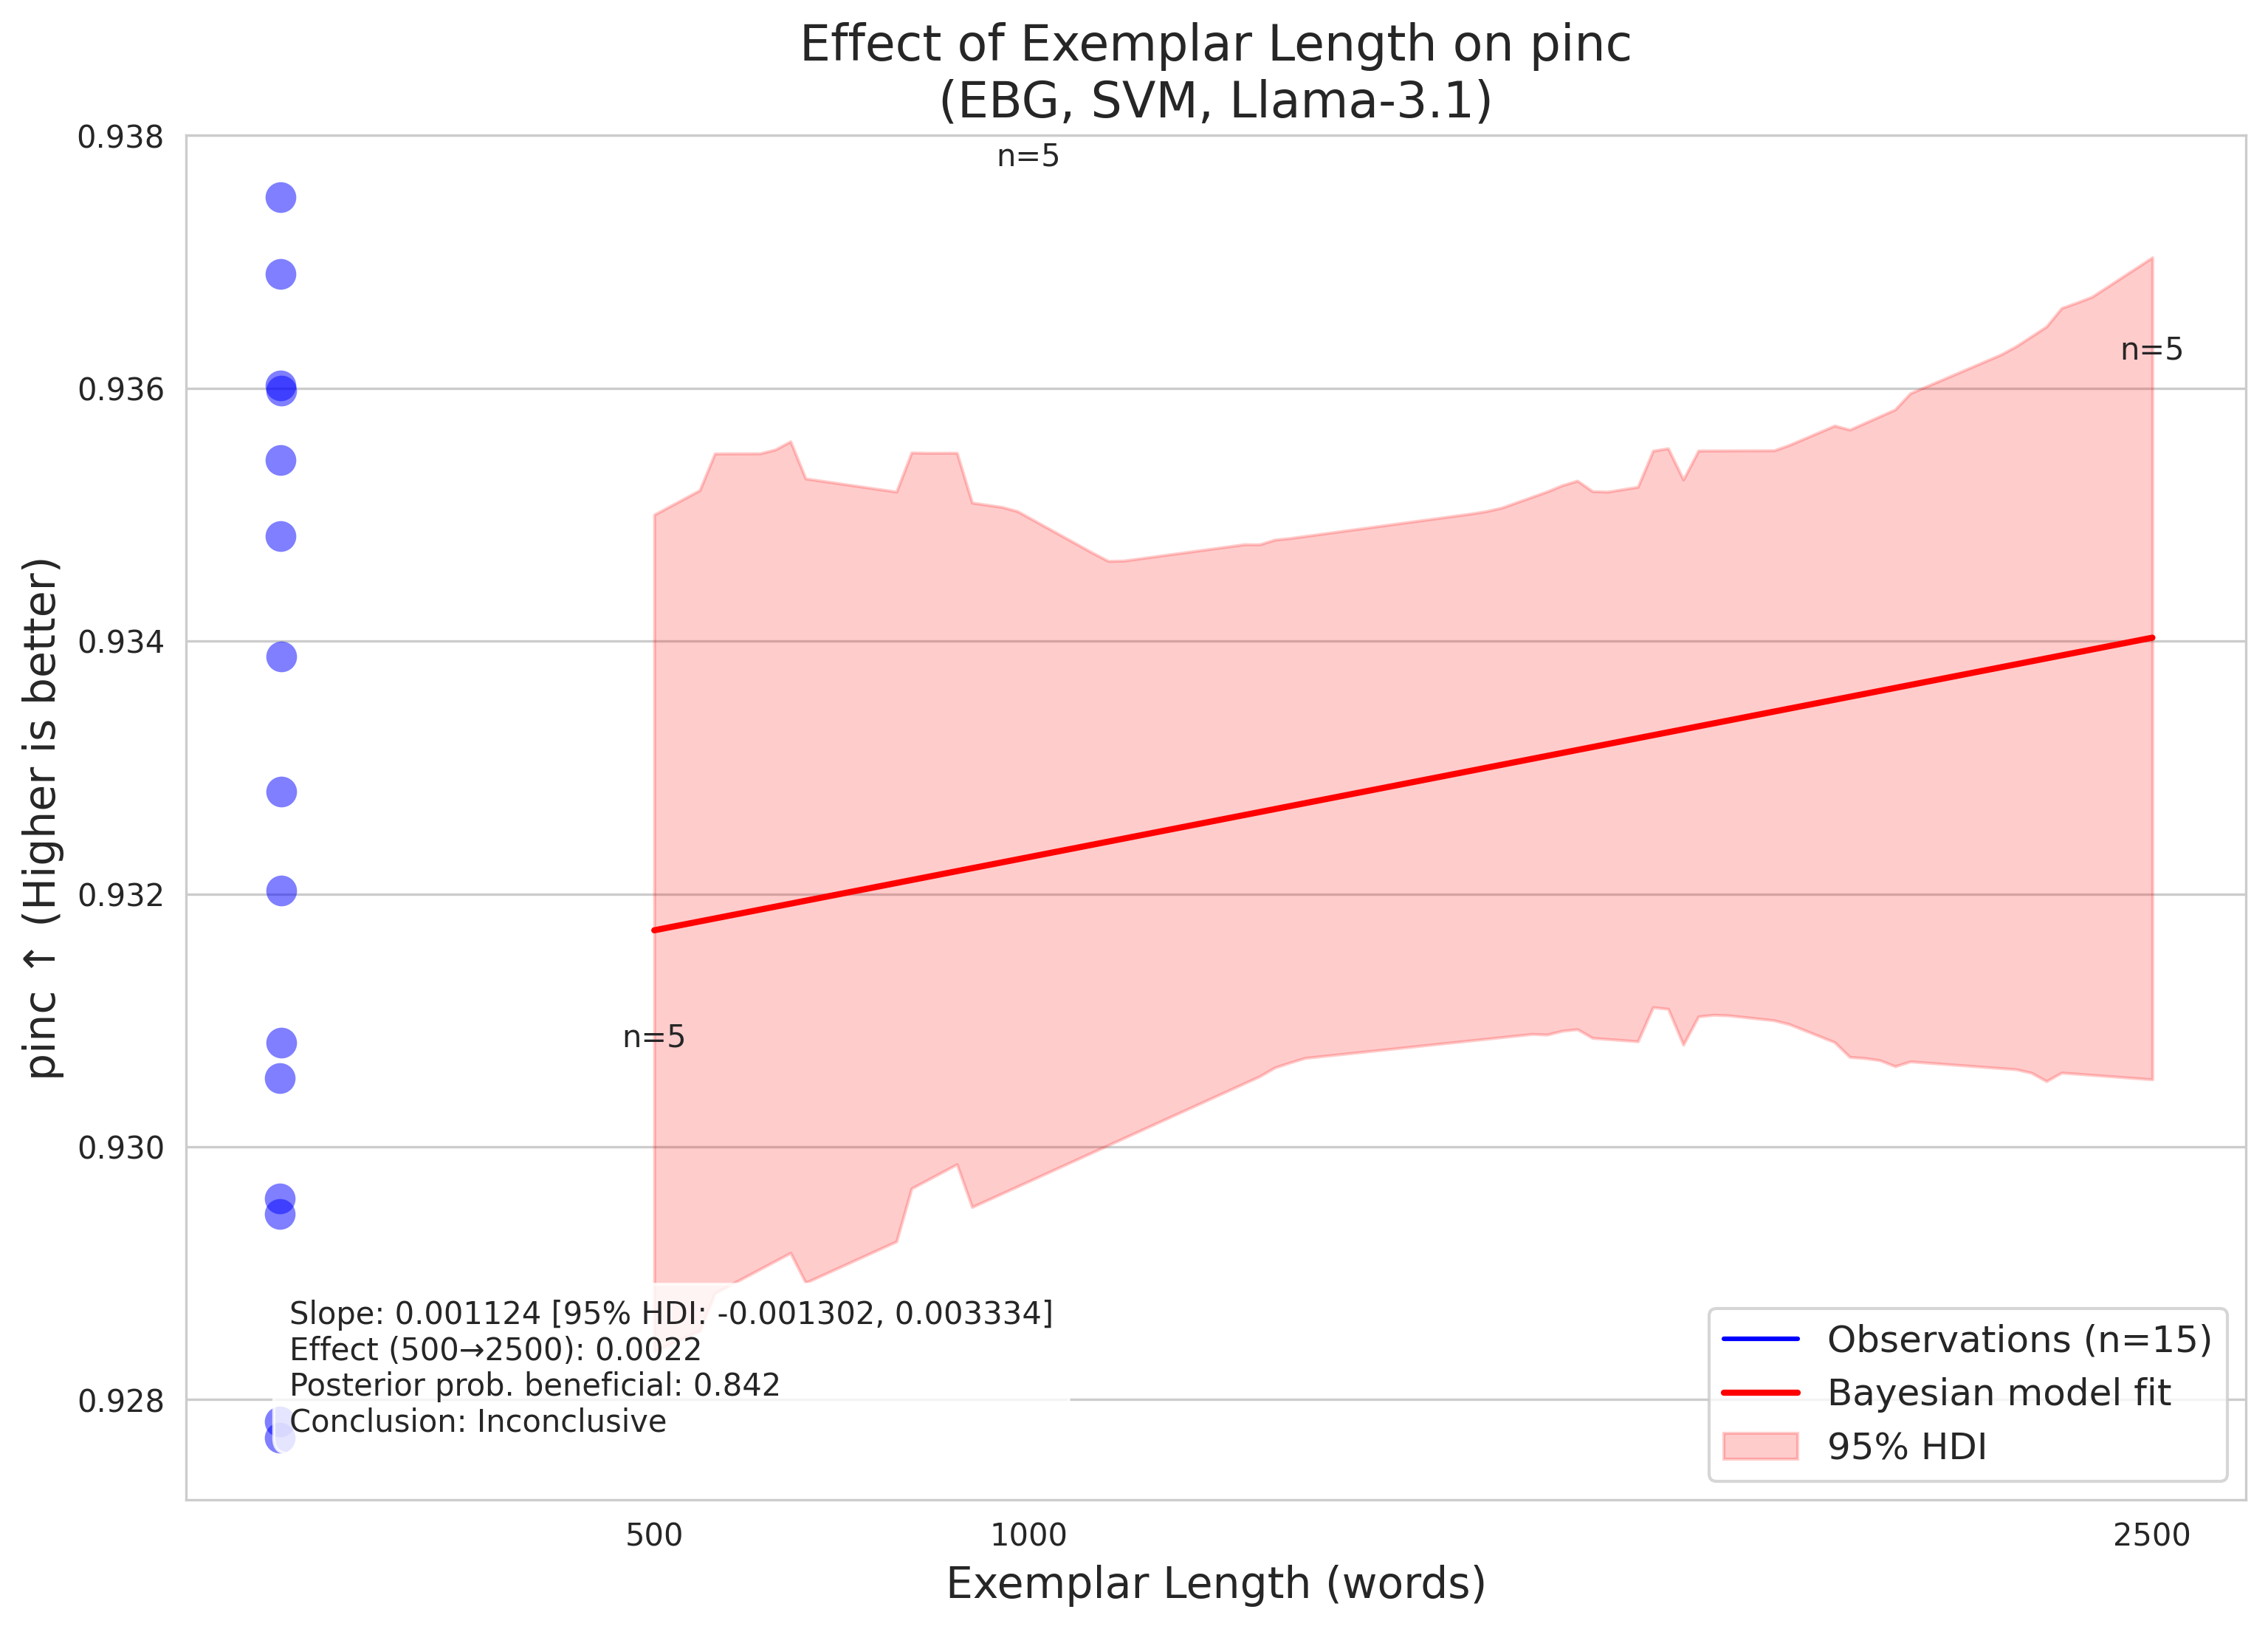 Effect of Exemplar Length on pinc
(EBG, SVM, Llama-3.1)
pinc ↑ (Higher is better)
0.938
0.936
0.934
0.932
0.930
0.928
n=5
n=5
n=5
Slope: 0.001124 [95% HDI: -0.001302, 0.003334]
Effect (500→2500): 0.0022
Posterior prob. beneficial: 0.842
Conclusion: Inconclusive
Observations (n=15)
Bayesian model fit
95% HDI
500
1000
2500
Exemplar Length (words)